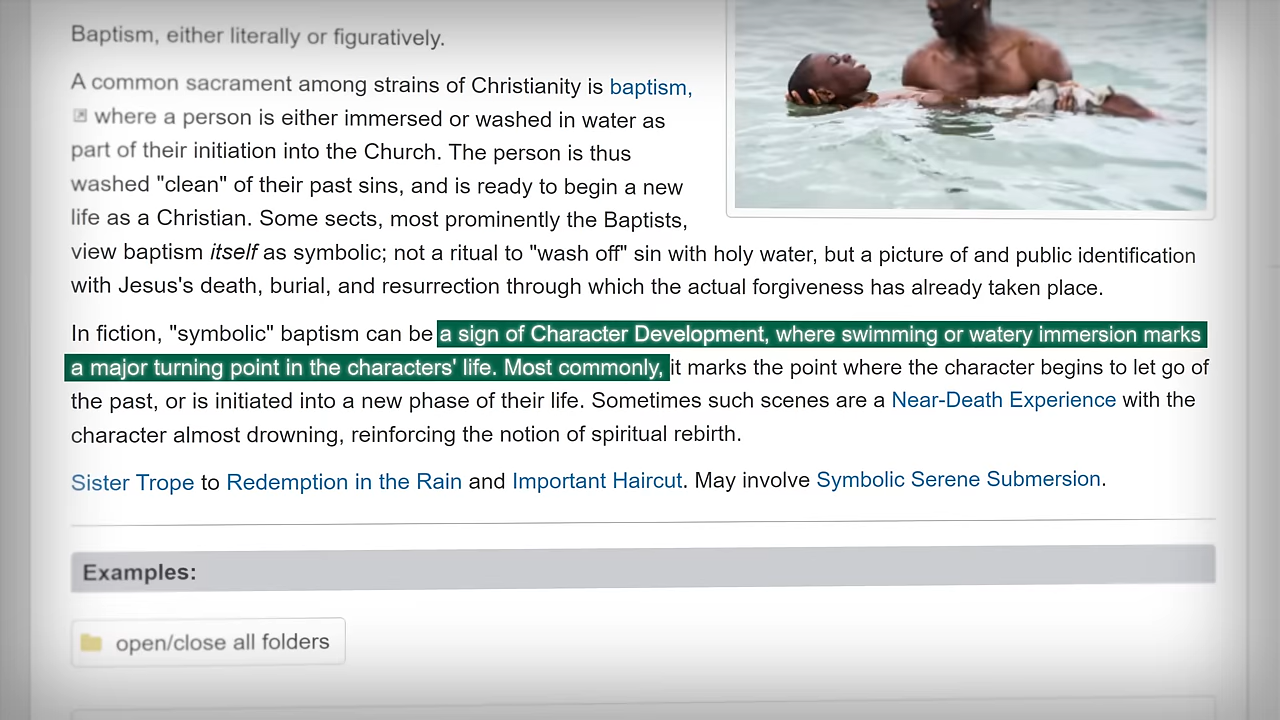 Baptism, either literally or figuratively.
A common sacrament among strains of Christianity is baptism,
where a person is either immersed or washed in water as
part of their initiation into the Church. The person is thus
washed "clean" of their past sins, and is ready to begin a new
life as a Christian. Some sects, most prominently the Baptists,
view baptism itself as symbolic; not a ritual to "wash off" sin with holy water, but a picture of and public identification
with Jesus's death, burial, and resurrection through which the actual forgiveness has already taken place.
In fiction, "symbolic" baptism can be a sign of Character Development, where swimming or watery immersion marks
a major turning point in the characters' life. Most commonly, it marks the point where the character begins to let go of
the past, or is initiated into a new phase of their life. Sometimes such scenes are a Near-Death Experience with the
character almost drowning, reinforcing the notion of spiritual rebirth.
Sister Trope to Redemption in the Rain and Important Haircut. May involve Symbolic Serene Submersion.
Examples:
open/close all folders